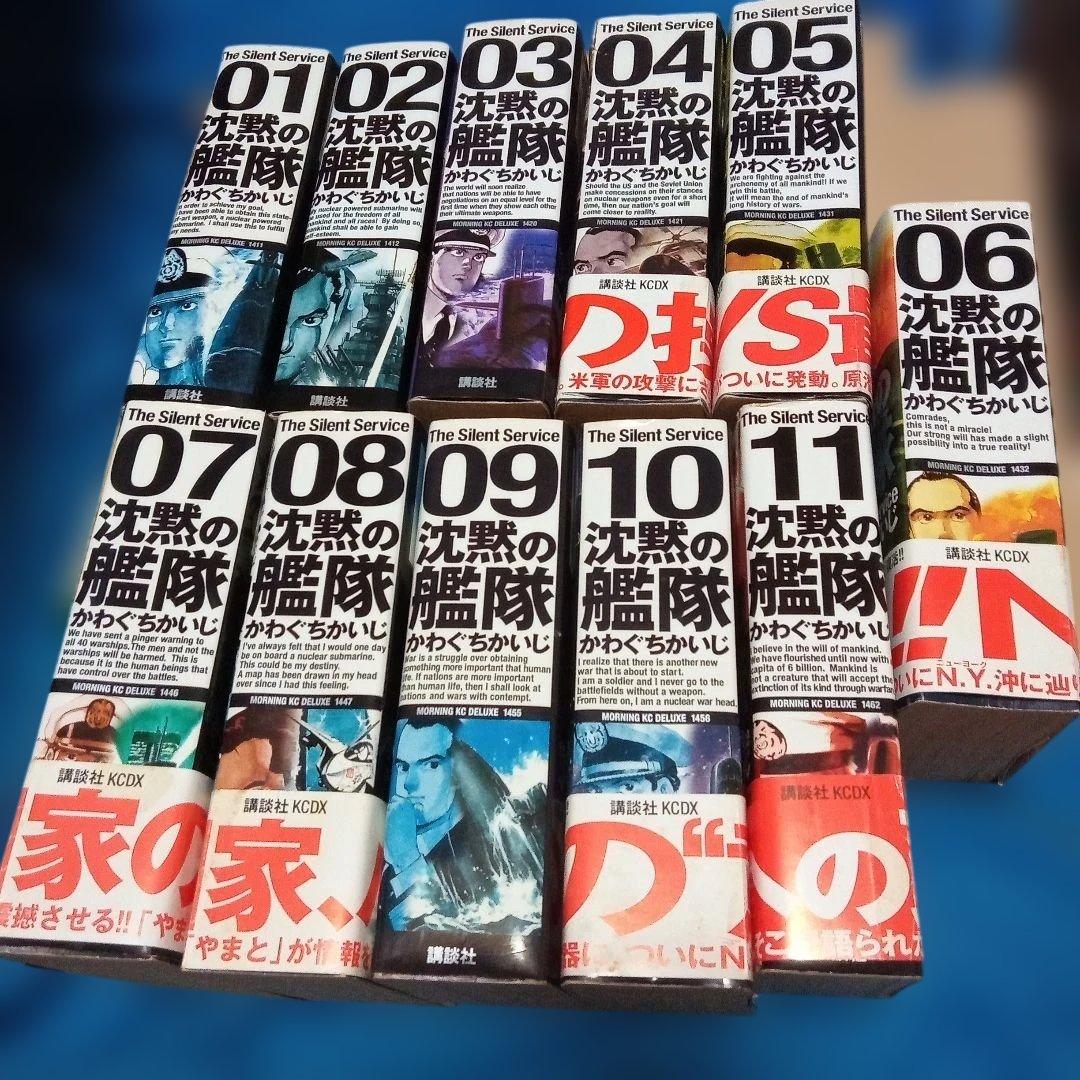 The Silent Service
01
沈黙の
艦隊
かわぐちかいじ
In order to achieve my goal,
have been able to obtain this state-
of-art weapon, a nuclear powered
submarine. I shall use this to fulfill
my needs.
MORNING KC DELUXE 1411
講談社
The Silent Service
02
沈黙の
艦隊
かわぐちかいじ
My nuclear powered submarine will
be used for the freedom of all
mankind and all races! By doing so,
mankind shall be able to gain
self-esteem.
MORNING KC DELUXE 1412
講談社
The Silent Service
03
沈黙の
艦隊
かわぐちかいじ
The world will soon realize
that nations will be able to have
negotiations on an equal level for the
first time when they show each other
their ultimate weapons.
MORNING KC DELUXE 1420
講談社
The Silent Service
04
沈黙の
艦隊
かわぐちかいじ
Should the US and the Soviet Union
make concessions on their stances
on nuclear weapons even for a short
time, then our nation's goal will
come closer to reality.
MORNING KC DELUXE 1421
講談社 KCDX
の
。米軍の攻撃に
The Silent Service
05
沈黙の
艦隊
かわぐちかいじ
We are fighting against the
archenemy of all mankind!! If we
win this battle,
it will mean the end of mankind's
long history of wars.
MORNING KC DELUXE 1431
講談社 KCDX
VS
ついに発動。原
The Silent Service
06
沈黙の
艦隊
かわぐちかいじ
Comrades,
this is not a miracle!
Our strong will has made a slight
possibility into a true reality!
MORNING KC DELUXE 1432
講談社 KCDX
!!
ニューヨーク
ついにN.Y.沖に辿り
The Silent Service
07
沈黙の
艦隊
かわぐちかいじ
We have sent a pinger warning to
all 40 warships. The men and not the
warships will be harmed. This is
because it is the human beings that
have control over the battles.
MORNING KC DELUXE 1446
講談社 KCDX
家の
震撼させる!!「やま
The Silent Service
08
沈黙の
艦隊
かわぐちかいじ
I've always felt that I would one day
be on board a nuclear submarine.
This could be my destiny.
A map has been drawn in my head
ever since I had this feeling.
MORNING KC DELUXE 1447
講談社 KCDX
家、
やまと」が情報を
The Silent Service
09
沈黙の
艦隊
かわぐちかいじ
War is a struggle over obtaining
something more important that human
life. If nations are more important
than human life, then I shall look at
nations and wars with contempt.
MORNING KC DELUXE 1455
講談社
The Silent Service
10
沈黙の
艦隊
かわぐちかいじ
I realize that there is another new
war that is about to start.
I am a soldier and I never go to the
battlefields without a weapon.
From here on, I am a nuclear war head.
MORNING KC DELUXE 1456
講談社 KCDX
の“
器に、ついにN
The Silent Service
11
沈黙の
艦隊
かわぐちかいじ
I believe in the will of mankind.
We have flourished until now with
capita of 6 billion. Mankind is
not a creature that will accept the
extinction of its kind through warfare
MORNING KC DELUXE 1462
講談社 KCDX
の
語られ